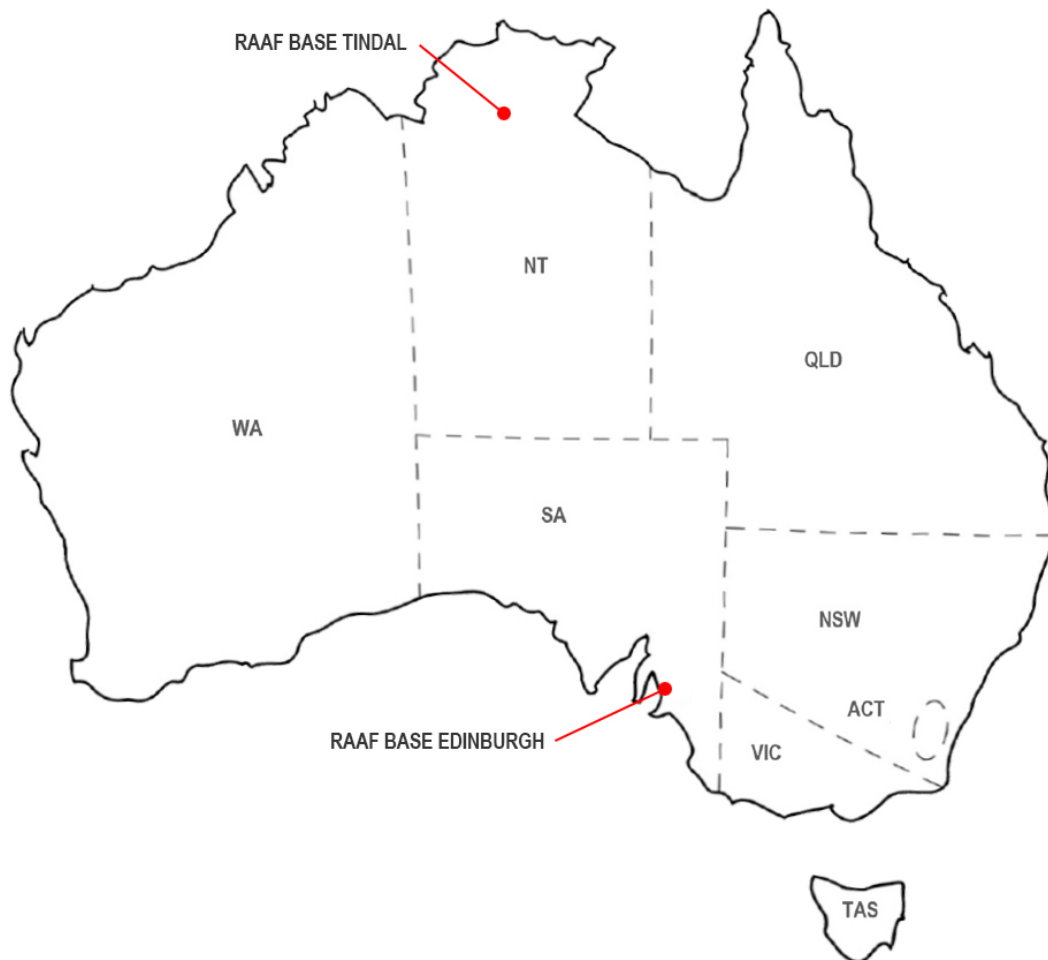 RAAF BASE TINDAL
NT
QLD
WA
SA
NSW
ACT
RAAF BASE EDINBURGH
VIC
TAS